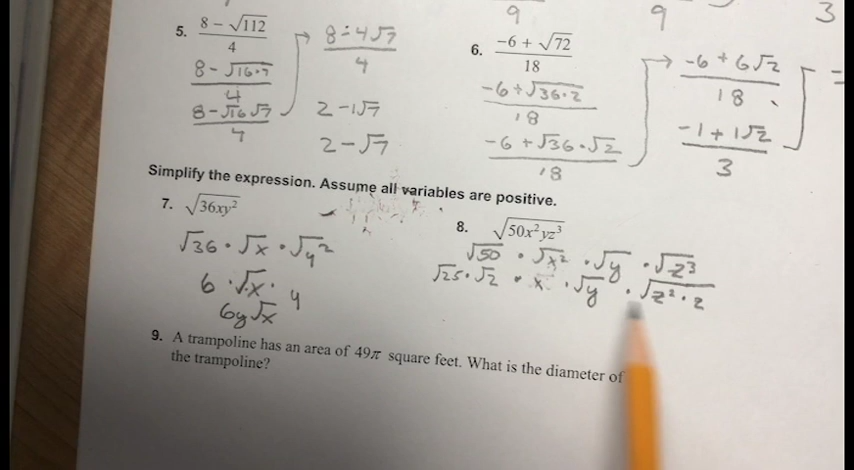 9
9
3
5. 8 − √112
4
8 ÷ 4√7
4
8 - √16·7
4
8 - √16 √7
4
2 - 1√7
2 - √7
6. −6 + √72
18
-6 + √36·2
18
-6 + √36 · √2
18
-6 + 6√2
18
-1 + 1√2
3
=
Simplify the expression. Assume all variables are positive.
7. √36xy²
√36 · √x · √y²
6 · √x · y
6y√x
8. √50x²yz³
√50 · √x² · √y · √z³
√25 · √2 · x · √y · √z² · z
9. A trampoline has an area of 49π square feet. What is the diameter of
the trampoline?